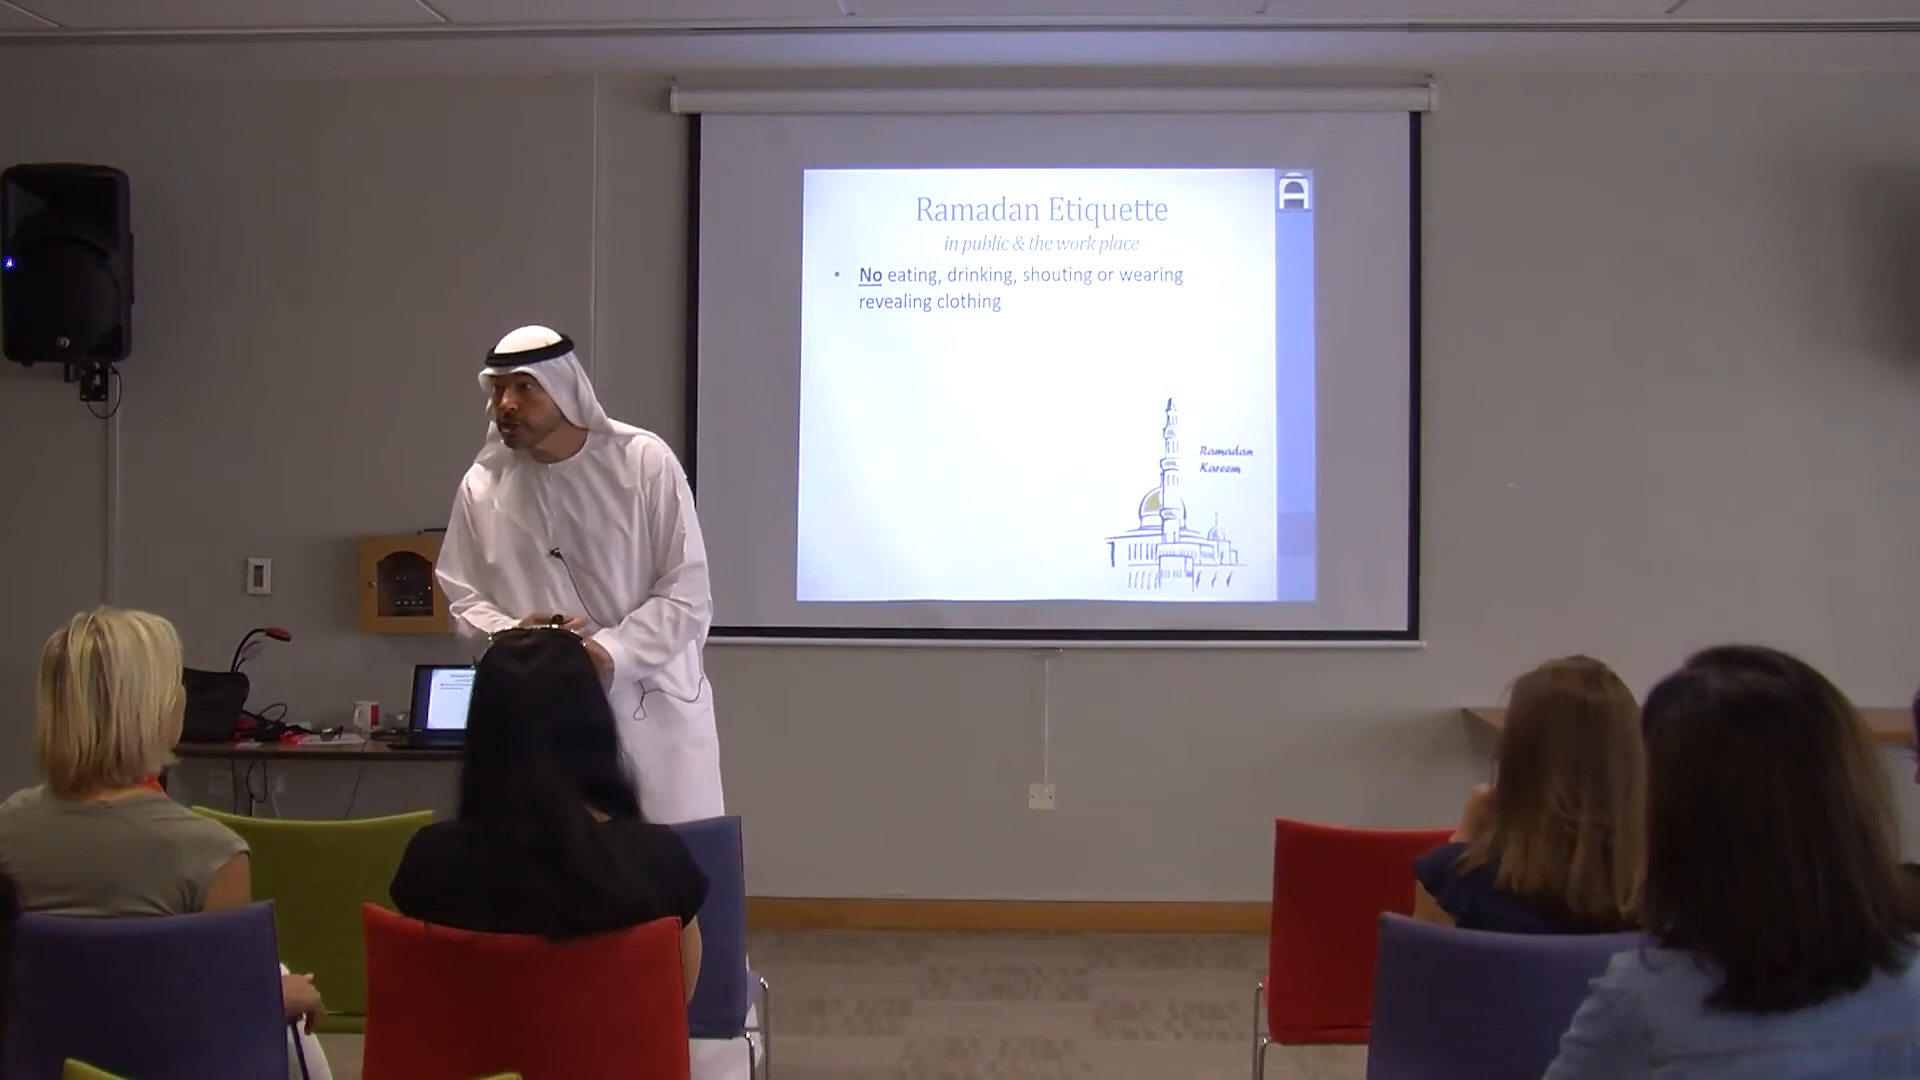 Ramadan Etiquette
in public & the work place
• No eating, drinking, shouting or wearing
revealing clothing
Ramadan
Kareem